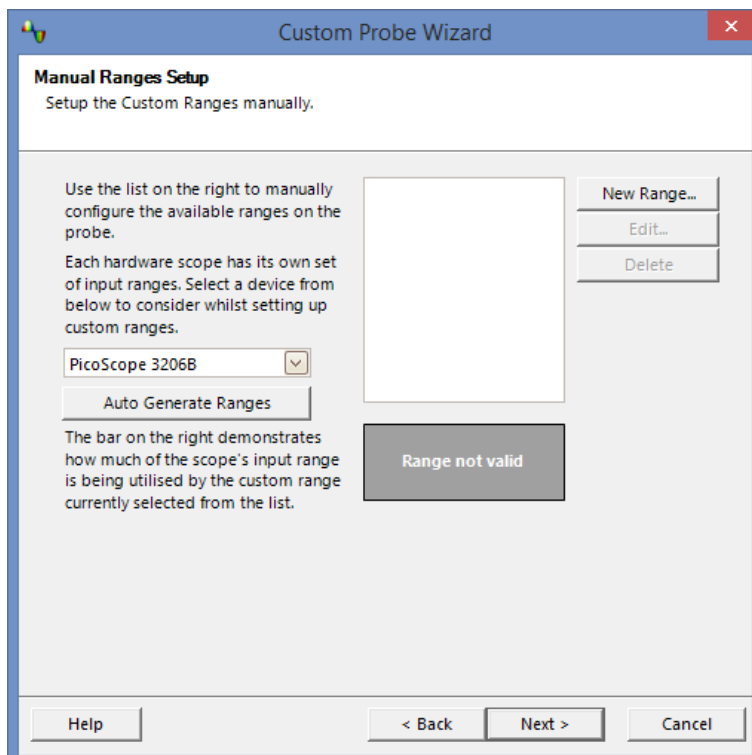 Custom Probe Wizard
Manual Ranges Setup
Setup the Custom Ranges manually.
Use the list on the right to manually
configure the available ranges on the
probe.
Each hardware scope has its own set
of input ranges. Select a device from
below to consider whilst setting up
custom ranges.
PicoScope 3206B
Auto Generate Ranges
The bar on the right demonstrates
how much of the scope's input range
is being utilised by the custom range
currently selected from the list.
New Range...
Edit...
Delete
Range not valid
Help
< Back
Next >
Cancel